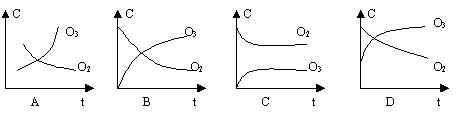 C O₃ O₂ A t
C O₃ O₂ B t
C O₂ O₃ C t
C O₃ O₂ D t